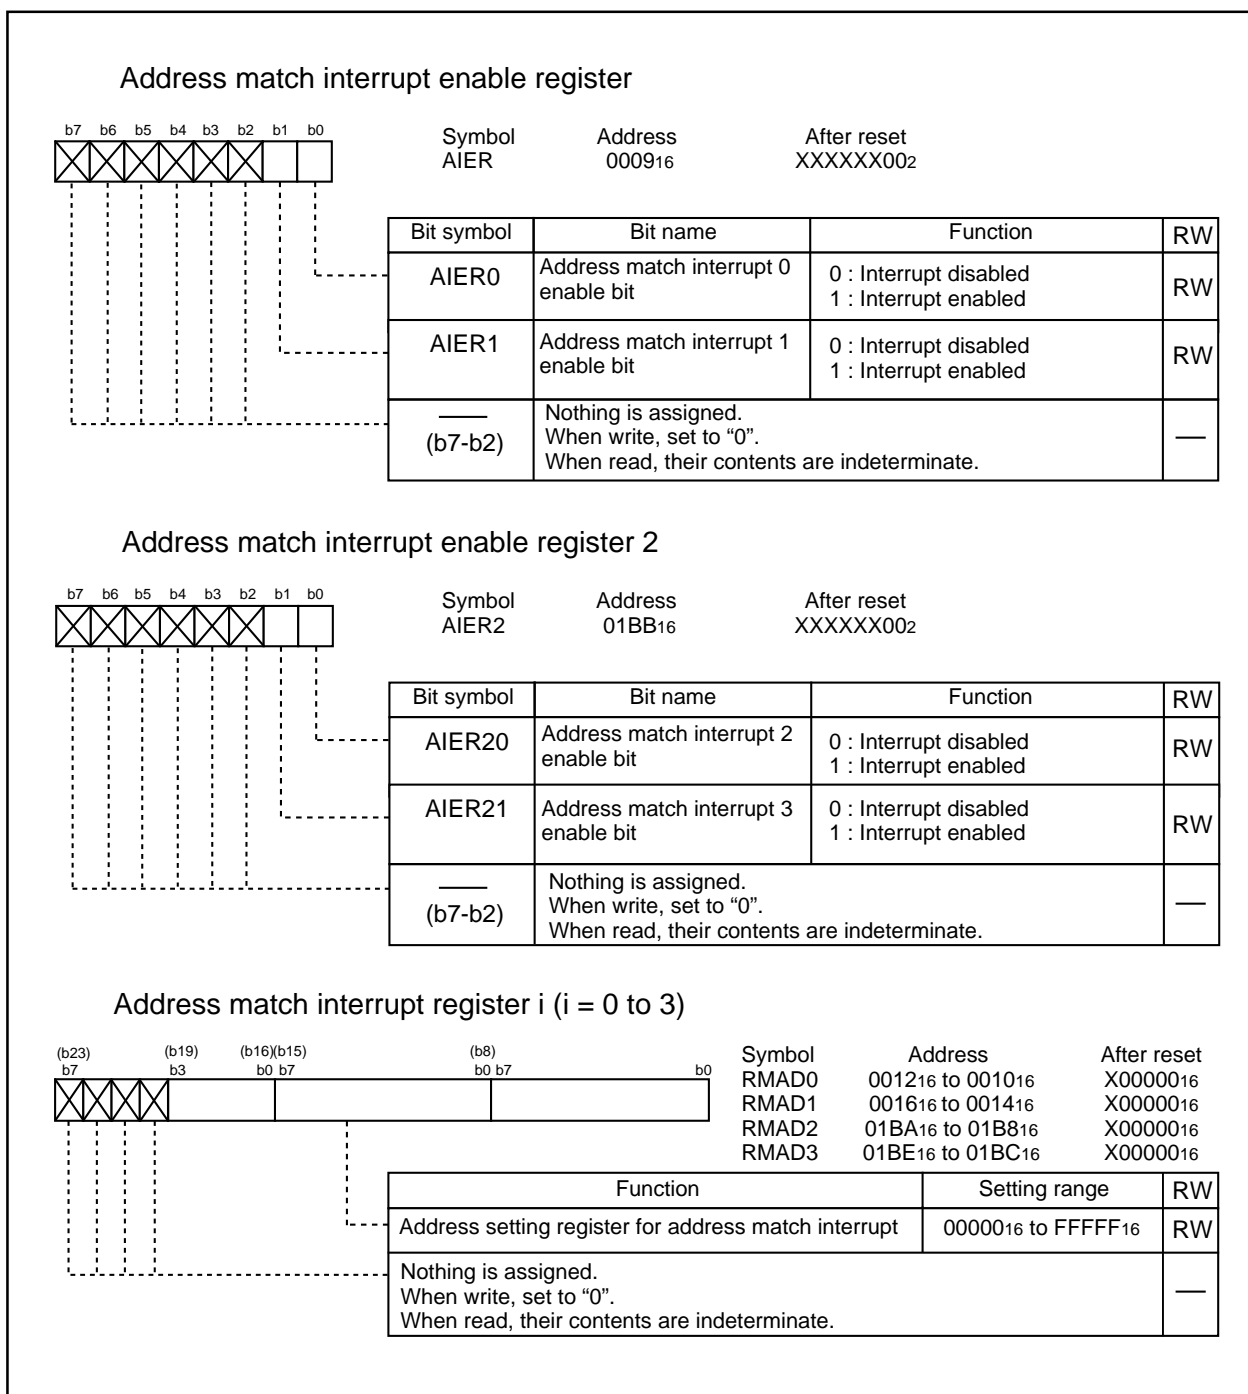 Address match interrupt enable register
b7 b6 b5 b4 b3 b2 b1 b0
Symbol Address After reset
AIER 000916 XXXXXX002
Bit symbol Bit name Function RW
AIER0 Address match interrupt 0 enable bit 0 : Interrupt disabled RW
1 : Interrupt enabled
AIER1 Address match interrupt 1 enable bit 0 : Interrupt disabled RW
1 : Interrupt enabled
(b7-b2) Nothing is assigned. —
When write, set to “0”.
When read, their contents are indeterminate.
Address match interrupt enable register 2
b7 b6 b5 b4 b3 b2 b1 b0
Symbol Address After reset
AIER2 01BB16 XXXXXX002
Bit symbol Bit name Function RW
AIER20 Address match interrupt 2 enable bit 0 : Interrupt disabled RW
1 : Interrupt enabled
AIER21 Address match interrupt 3 enable bit 0 : Interrupt disabled RW
1 : Interrupt enabled
(b7-b2) Nothing is assigned. —
When write, set to “0”.
When read, their contents are indeterminate.
Address match interrupt register i (i = 0 to 3)
(b23) (b19) (b16)(b15) (b8)
b7 b3 b0 b7 b0 b7 b0
Symbol Address After reset
RMAD0 001216 to 001016 X0000016
RMAD1 001616 to 001416 X0000016
RMAD2 01BA16 to 01B816 X0000016
RMAD3 01BE16 to 01BC16 X0000016
Function Setting range RW
Address setting register for address match interrupt 0000016 to FFFFF16 RW
Nothing is assigned. —
When write, set to “0”.
When read, their contents are indeterminate.